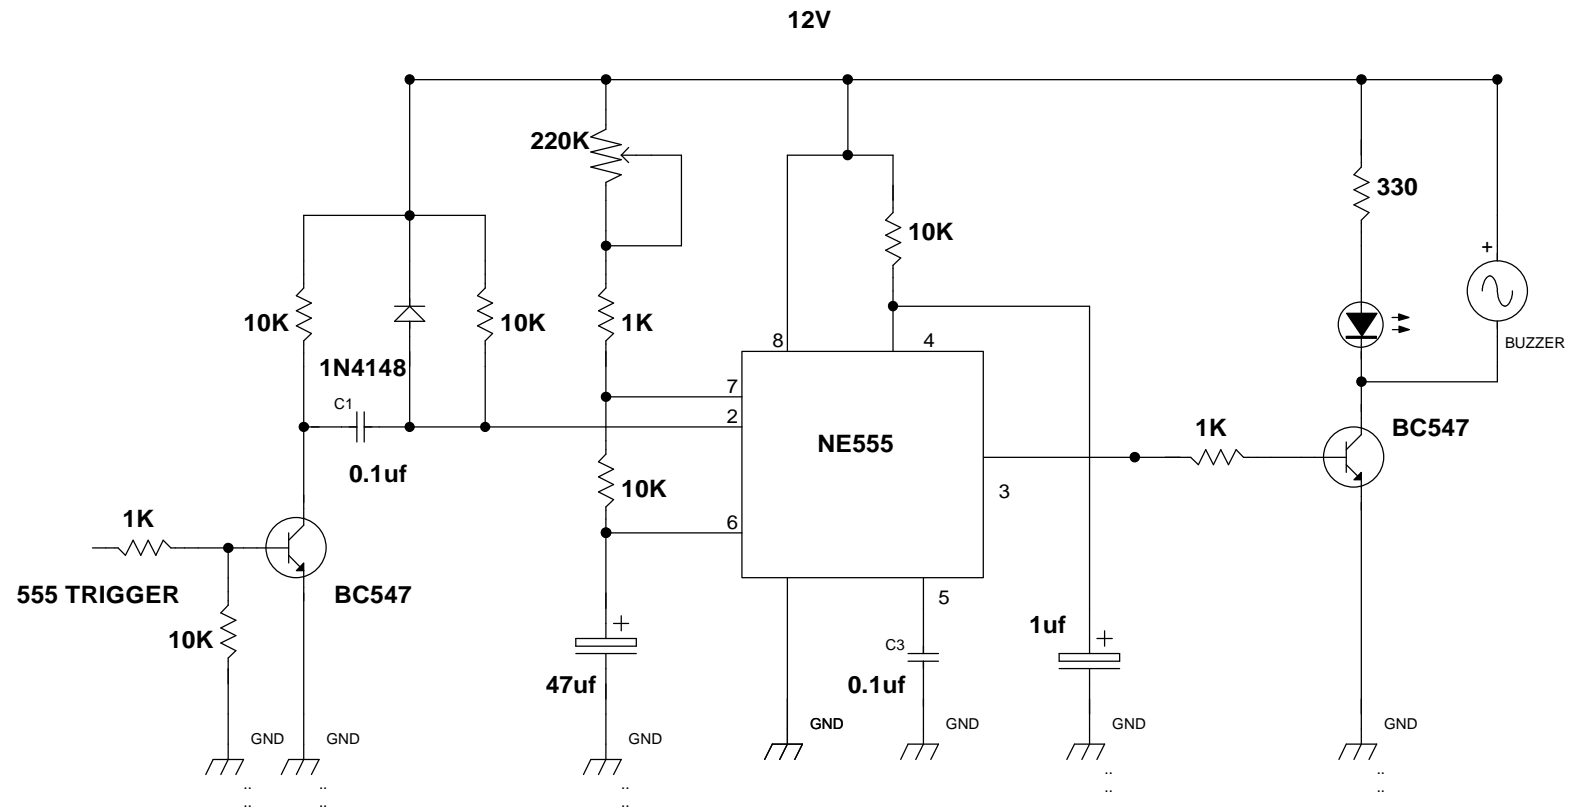 12V
220K
330
10K
+
10K
10K
1K
8
4
BUZZER
1N4148
7
C1
2
1K
BC547
NE555
0.1uf
10K
3
1K
6
555 TRIGGER
BC547
5
10K
+
1uf
+
C3
47uf
0.1uf
GND
GND
GND
GND
GND
GND
GND